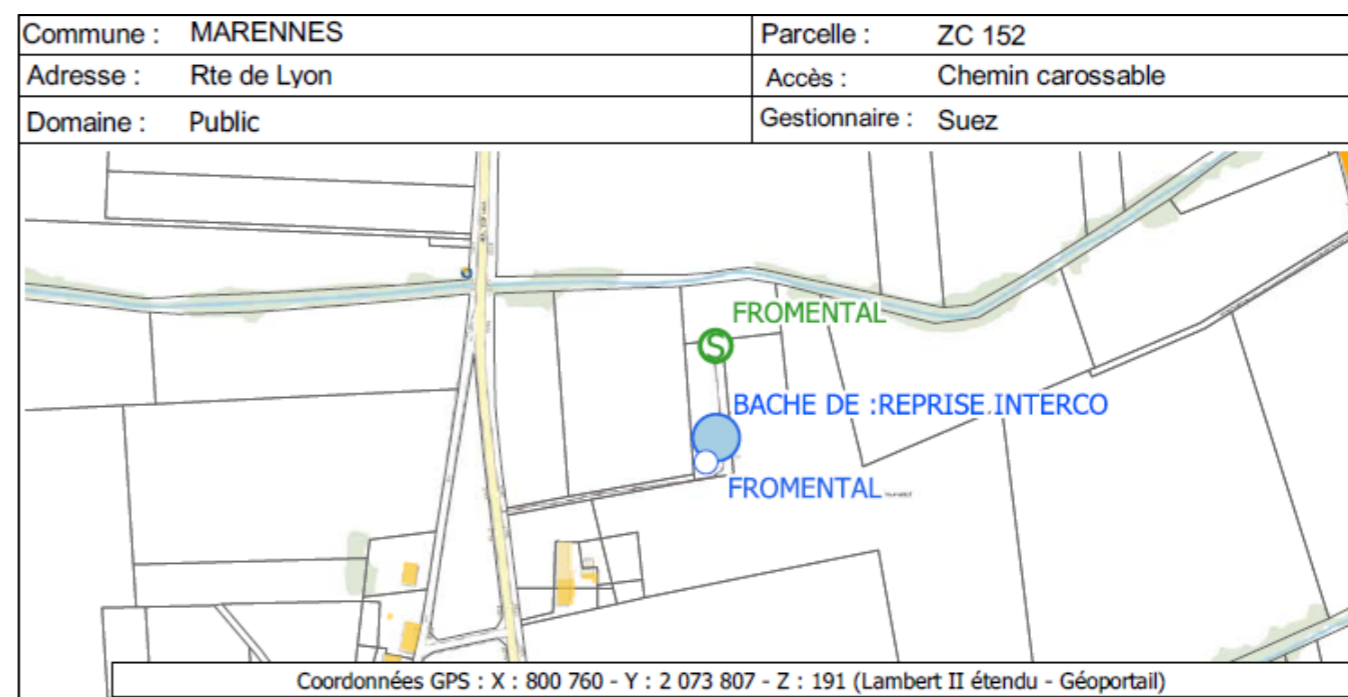 Commune : MARENNES Parcelle : ZC 152
Adresse : Rte de Lyon Accès : Chemin carossable
Domaine : Public Gestionnaire : Suez
FROMENTAL
S
BACHE DE :REPRISE INTERCO
FROMENTAL
Coordonnées GPS : X : 800 760 - Y : 2 073 807 - Z : 191 (Lambert II étendu - Géoportail)